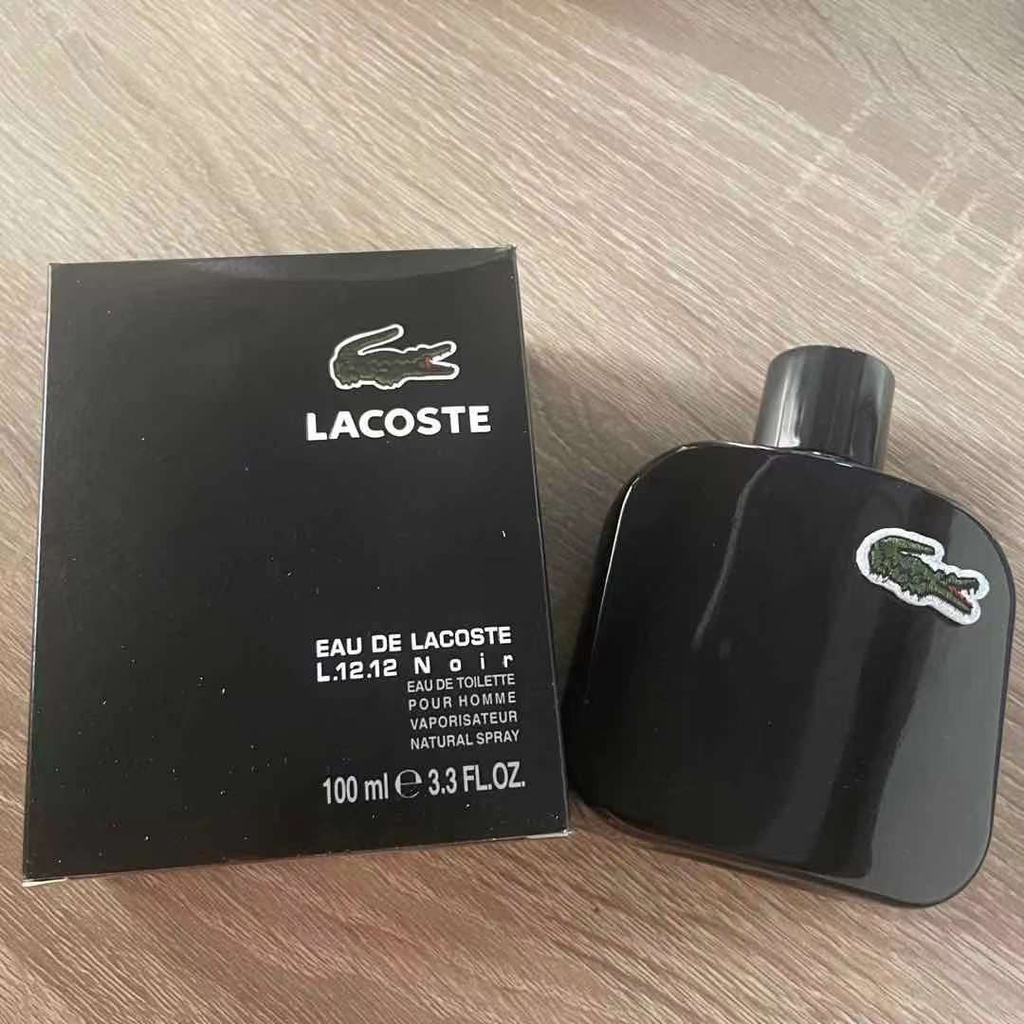 LACOSTE
EAU DE LACOSTE
L.12.12 Noir
EAU DE TOILETTE
POUR HOMME
VAPORISATEUR
NATURAL SPRAY
100 ml ℮ 3.3 FL.OZ.